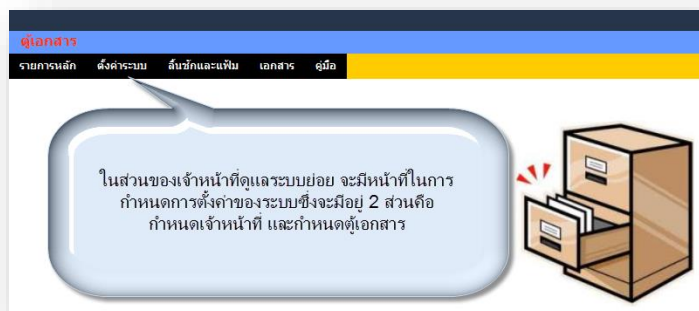 ตู้เอกสาร
รายการหลัก ตั้งค่าระบบ ลิ้นชักและแฟ้ม เอกสาร คู่มือ
ในส่วนของเจ้าหน้าที่ดูแลระบบย่อย จะมีหน้าที่ในการ
กำหนดการตั้งค่าของระบบซึ่งจะมีอยู่ 2 ส่วนคือ
กำหนดเจ้าหน้าที่ และกำหนดตู้เอกสาร